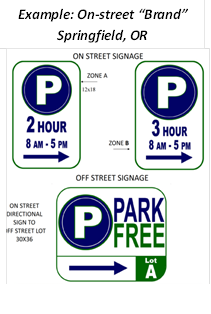 Example: On-street “Brand”
Springfield, OR
ON STREET SIGNAGE
ZONE A
12x18
P
2 HOUR
8 AM - 5 PM
ZONE B
P
3 HOUR
8 AM - 5 PM
OFF STREET SIGNAGE
ON STREET
DIRECTIONAL
SIGN TO
OFF STREET LOT
30X36
P
PARK
FREE
Lot
A